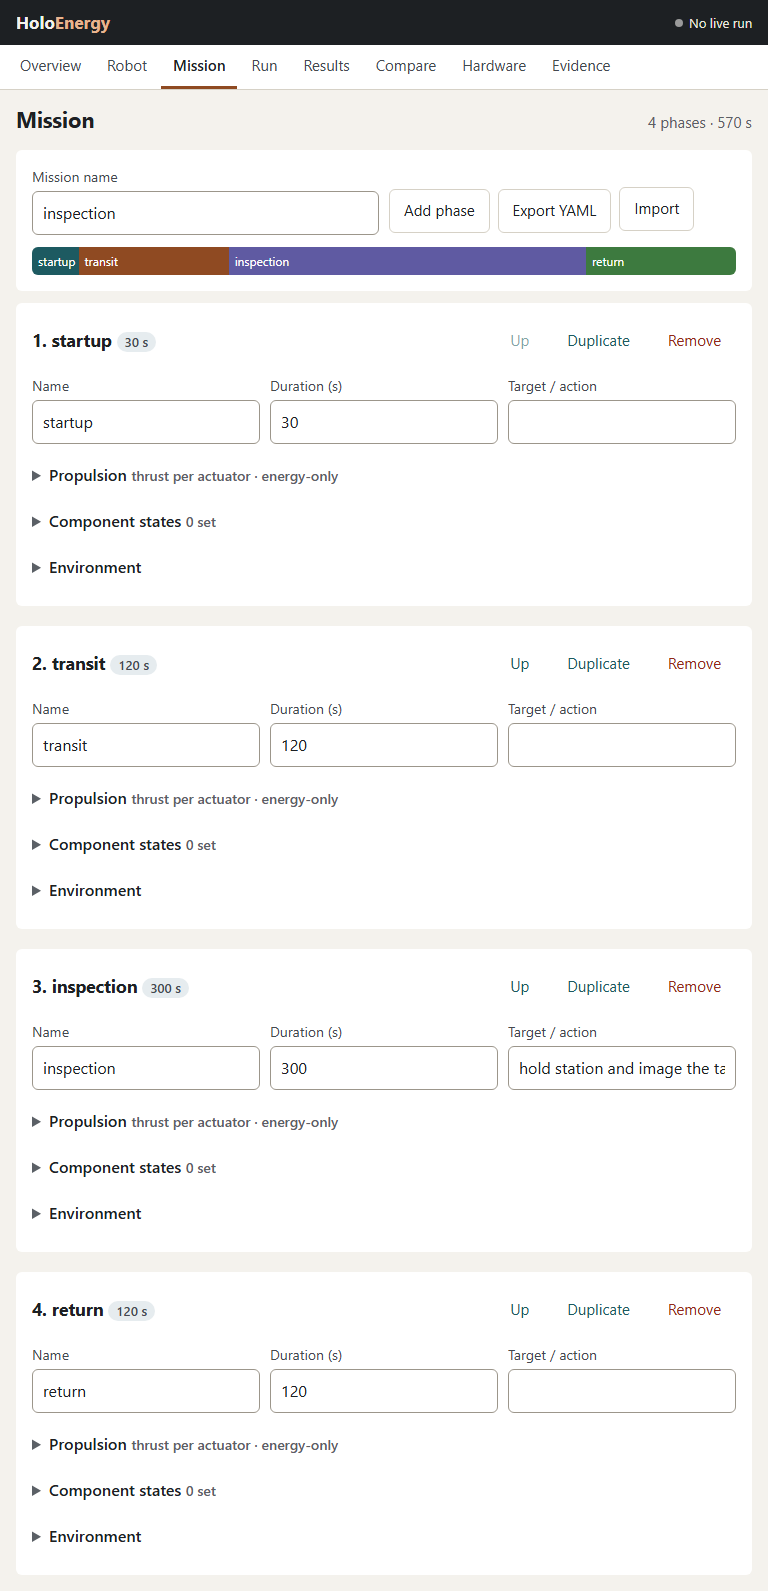 HoloEnergy No live run
Overview Robot Mission Run Results Compare Hardware Evidence
Mission 4 phases · 570 s
Mission name
inspection Add phase Export YAML Import
startup transit inspection return
1. startup 30 s Up Duplicate Remove
Name Duration (s) Target / action
startup 30
Propulsion thrust per actuator · energy-only
Component states 0 set
Environment
2. transit 120 s Up Duplicate Remove
Name Duration (s) Target / action
transit 120
Propulsion thrust per actuator · energy-only
Component states 0 set
Environment
3. inspection 300 s Up Duplicate Remove
Name Duration (s) Target / action
inspection 300 hold station and image the ta
Propulsion thrust per actuator · energy-only
Component states 0 set
Environment
4. return 120 s Up Duplicate Remove
Name Duration (s) Target / action
return 120
Propulsion thrust per actuator · energy-only
Component states 0 set
Environment